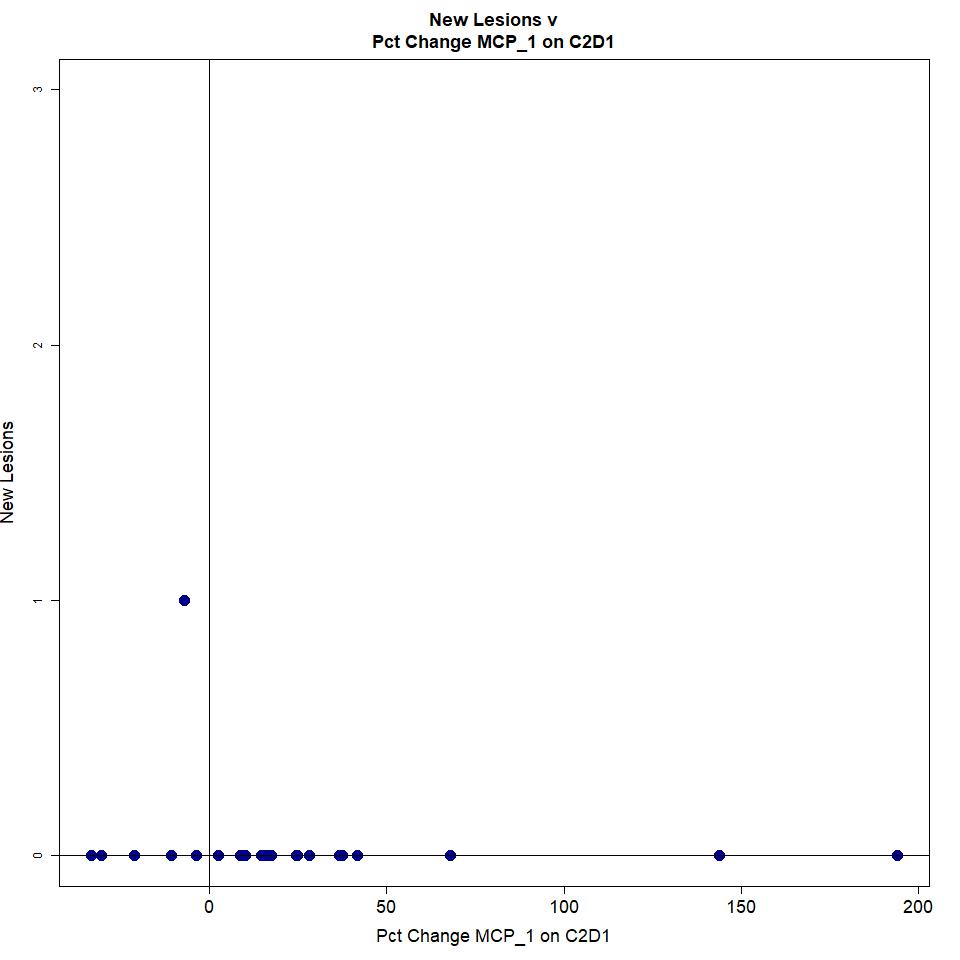 New Lesions v
Pct Change MCP_1 on C2D1
3
2
1
0
New Lesions
0 50 100 150 200
Pct Change MCP_1 on C2D1